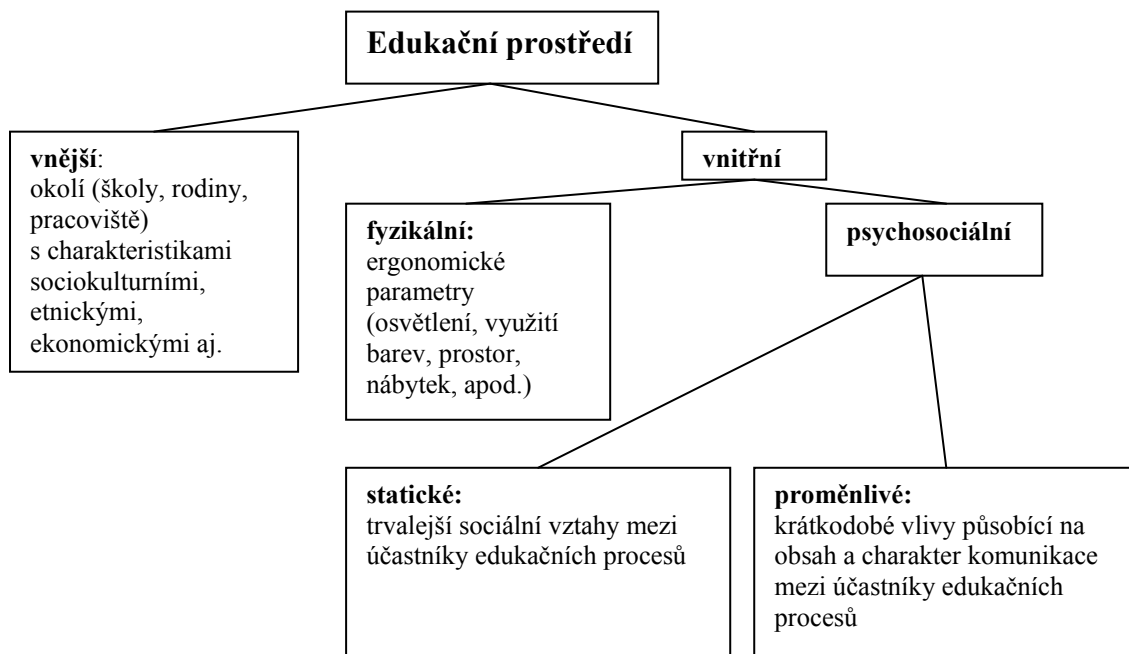 Edukační prostředí
vnější:
okolí (školy, rodiny,
pracoviště)
s charakteristikami
sociokulturními,
etnickými,
ekonomickými aj.
vnitřní
fyzikální:
ergonomické
parametry
(osvětlení, využití
barev, prostor,
nábytek, apod.)
psychosociální
statické:
trvalejší sociální vztahy mezi
účastníky edukačních procesů
proměnlivé:
krátkodobé vlivy působící na
obsah a charakter komunikace
mezi účastníky edukačních
procesů